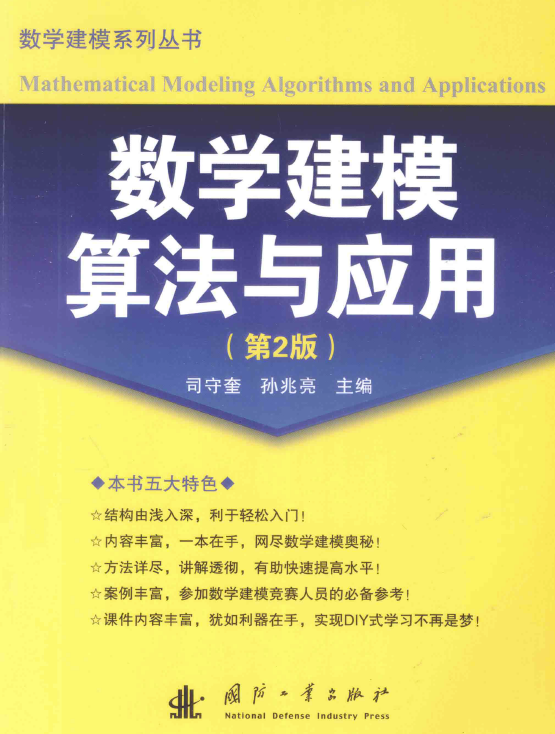 数学建模系列丛书
Mathematical Modeling Algorithms and Applications
数学建模
算法与应用
（第2版）
司守奎 孙兆亮 主编
◆本书五大特色◆
☆结构由浅入深，利于轻松入门！
☆内容丰富，一本在手，网尽数学建模奥秘！
☆方法详尽，讲解透彻，有助快速提高水平！
☆案例丰富，参加数学建模竞赛人员的必备参考！
☆课件内容丰富，犹如利器在手，实现DIY式学习不再是梦！
国防工业出版社
National Defense Industry Press